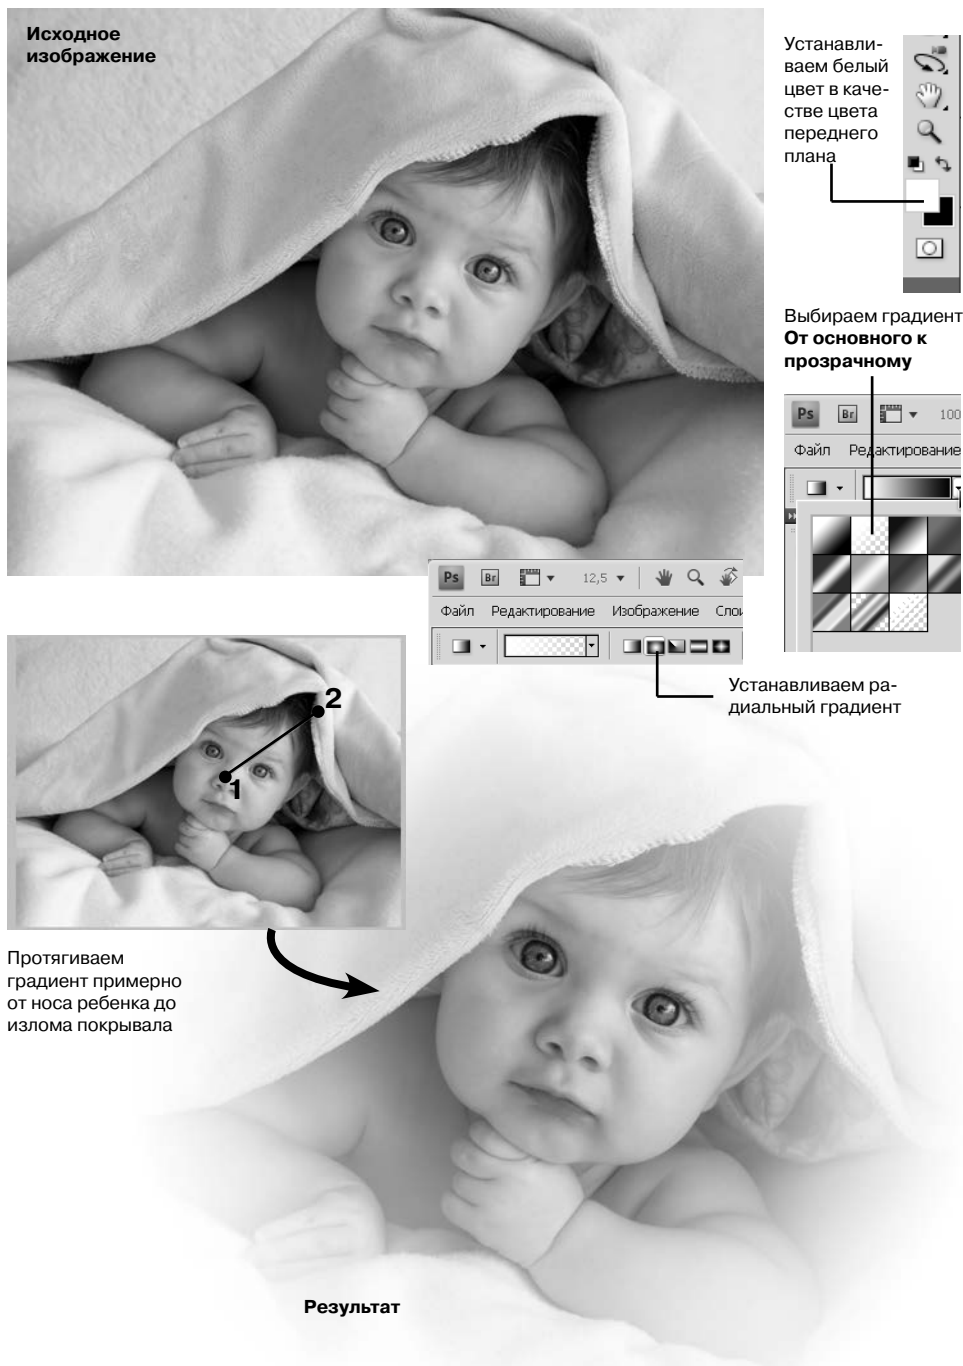 Исходное
изображение
Устанавли-
ваем белый
цвет в каче-
стве цвета
переднего
плана
Выбираем градиент
От основного к
прозрачному
Ps Br 100
Файл Редактирование
Ps Br 12,5
Файл Редактирование Изображение Слои
Устанавливаем ра-
диальный градиент
2
1
Протягиваем
градиент примерно
от носа ребенка до
излома покрывала
Результат